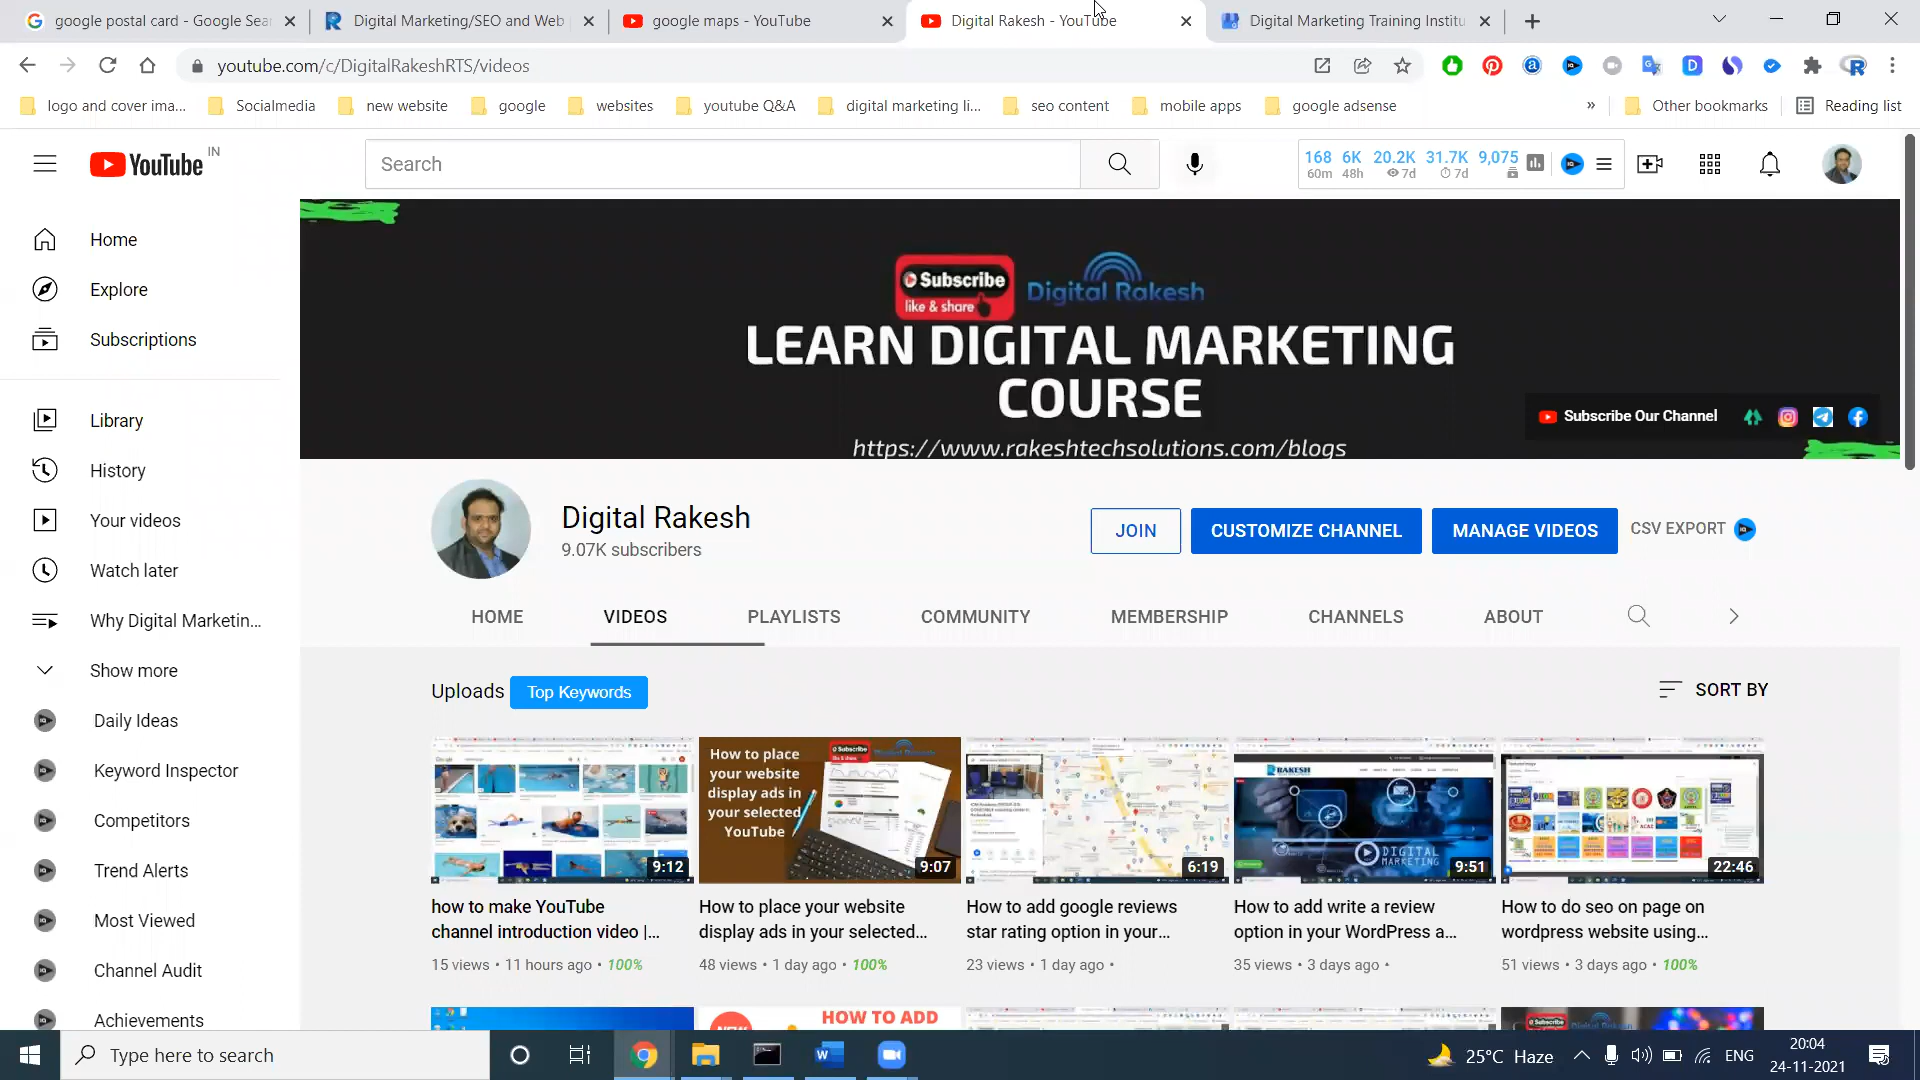 google postal card - Google Sea
Digital Marketing/SEO and Web
google maps - YouTube
Digital Rakesh - YouTube
Digital Marketing Training Institu
youtube.com/c/DigitalRakeshRTS/videos
logo and cover ima...
Socialmedia
new website
google
websites
youtube Q&A
digital marketing li...
seo content
mobile apps
google adsense
»
Other bookmarks
Reading list
YouTube IN
Search
168 6K 20.2K 31.7K 9,075
60m 48h 7d 7d
Home
Explore
Subscriptions
Library
History
Your videos
Watch later
Why Digital Marketin...
Show more
Daily Ideas
Keyword Inspector
Competitors
Trend Alerts
Most Viewed
Channel Audit
Achievements
Subscribe
like & share
Digital Rakesh
LEARN DIGITAL MARKETING
COURSE
https://www.rakeshtechsolutions.com/blogs
Subscribe Our Channel
Digital Rakesh
9.07K subscribers
JOIN
CUSTOMIZE CHANNEL
MANAGE VIDEOS
CSV EXPORT
HOME
VIDEOS
PLAYLISTS
COMMUNITY
MEMBERSHIP
CHANNELS
ABOUT
Uploads
Top Keywords
SORT BY
9:12
how to make YouTube
channel introduction video |...
15 views • 11 hours ago • 100%
How to place
your website
display ads in
your selected
YouTube
Subscribe
9:07
How to place your website
display ads in your selected...
48 views • 1 day ago • 100%
6:19
How to add google reviews
star rating option in your...
23 views • 1 day ago •
RAKESH
DIGITAL
MARKETING
9:51
How to add write a review
option in your WordPress a...
35 views • 3 days ago •
22:46
How to do seo on page on
wordpress website using...
51 views • 3 days ago • 100%
NEW
HOW TO ADD
Subscribe
Type here to search
25°C Haze
ENG
20:04
24-11-2021